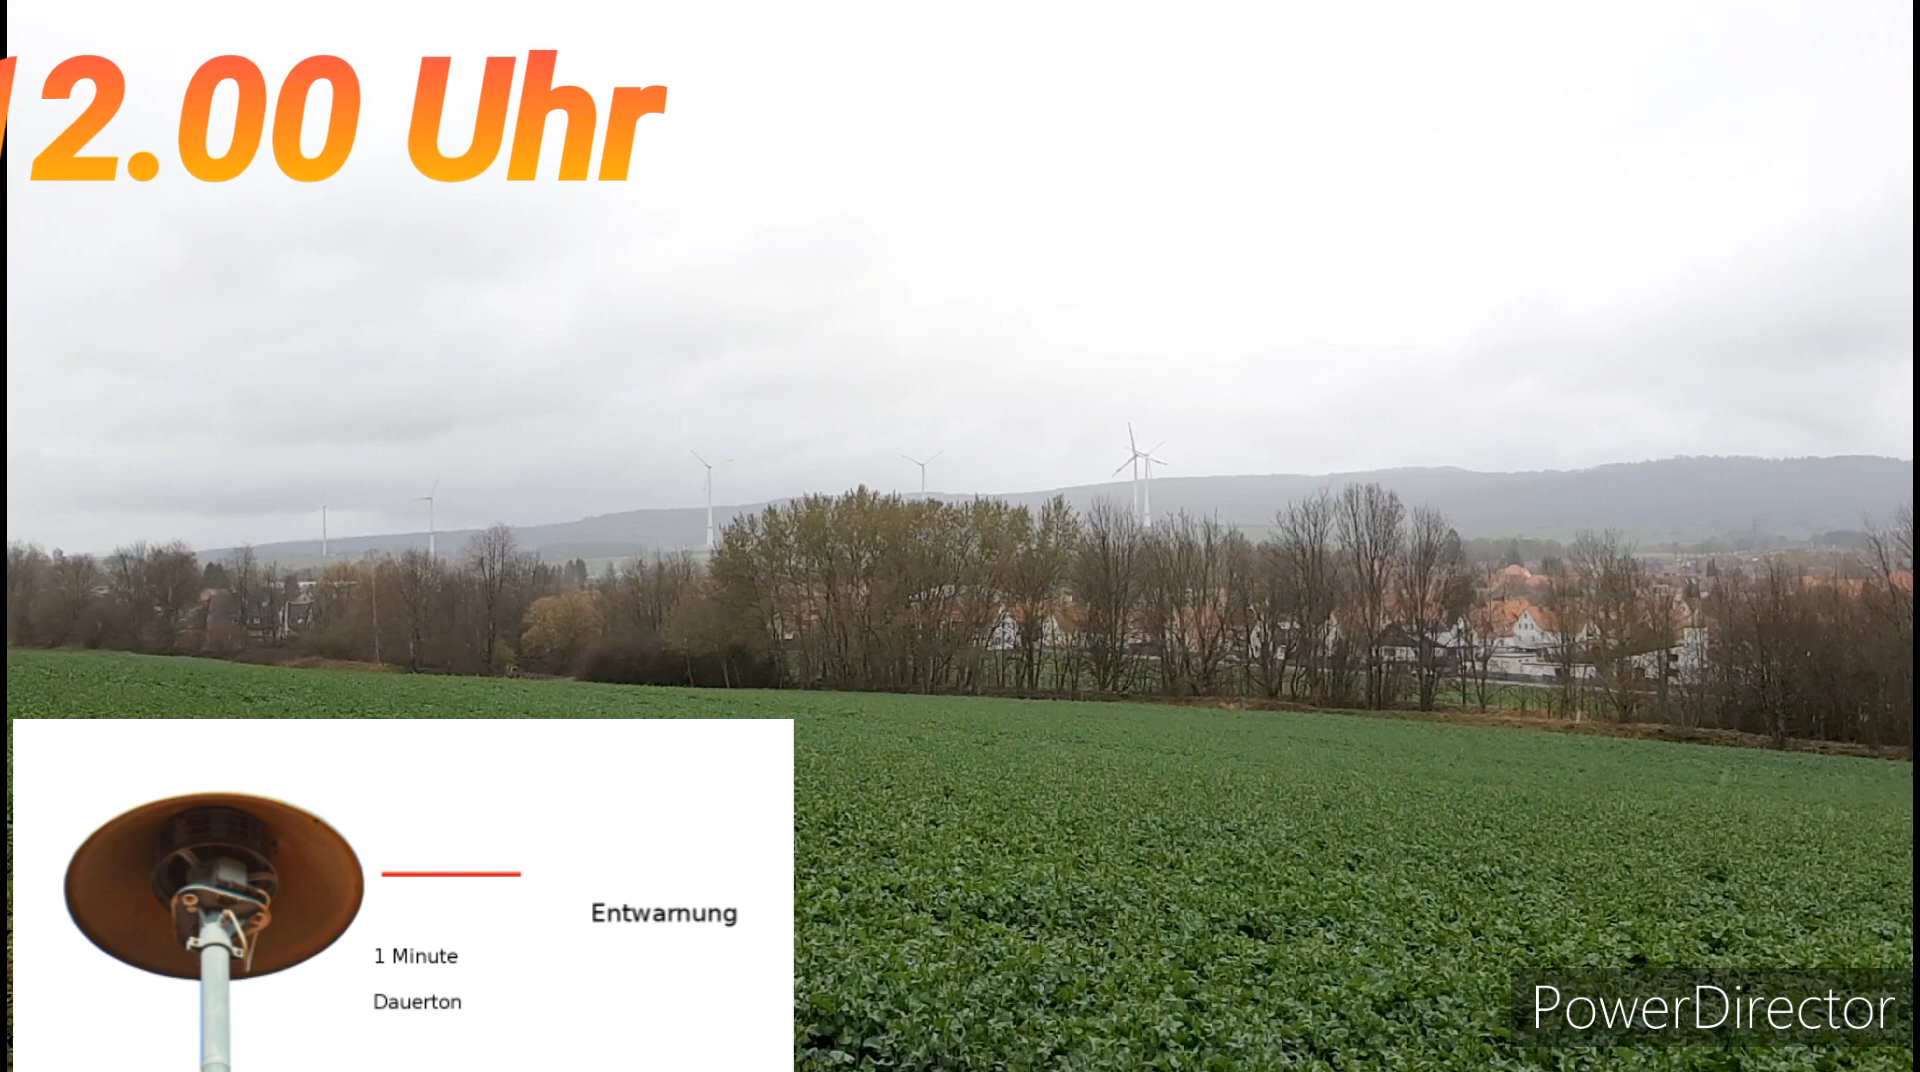 12.00 Uhr
Entwarnung
1 Minute
Dauerton
PowerDirector